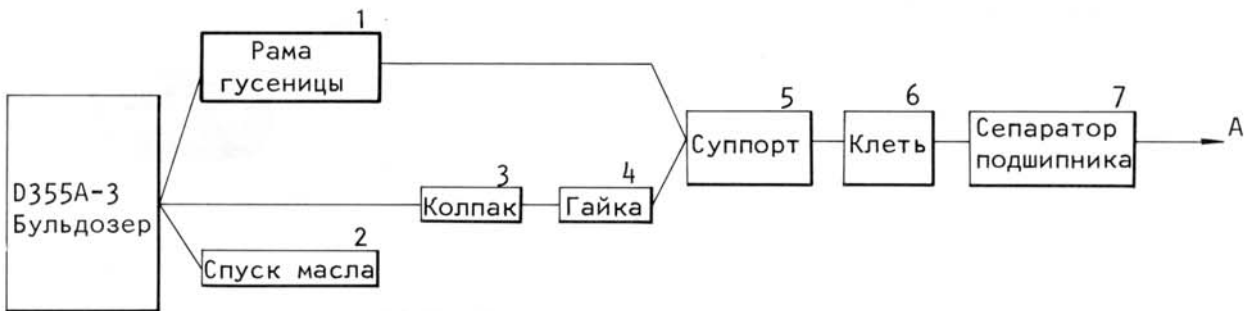 1
Рама
гусеницы
D355A-3
Бульдозер
2
Спуск масла
3
Колпак
4
Гайка
5
Суппорт
6
Клеть
7
Сепаратор
подшипника
A